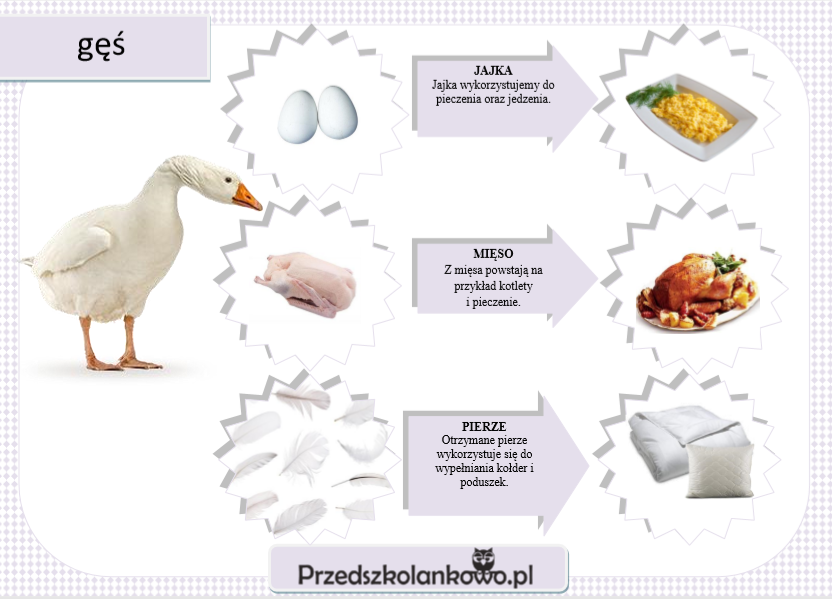 gęś
JAJKA
Jajka wykorzystujemy do
pieczenia oraz jedzenia.
MIĘSO
Z mięsa powstają na
przykład kotlety
i pieczenie.
PIERZE
Otrzymane pierze
wykorzystuje się do
wypełniania kołder i
poduszek.
Przedszkolankowo.pl